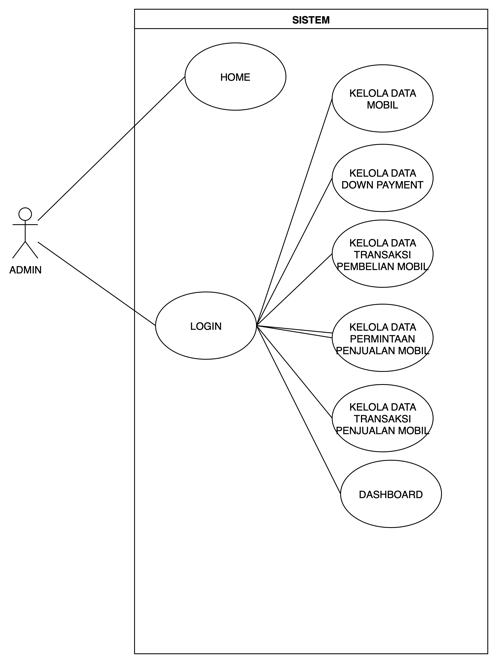 SISTEM
HOME
KELOLA DATA
MOBIL
KELOLA DATA
DOWN PAYMENT
ADMIN
KELOLA DATA
TRANSAKSI
PEMBELIAN MOBIL
LOGIN
KELOLA DATA
PERMINTAAN
PENJUALAN MOBIL
KELOLA DATA
TRANSAKSI
PENJUALAN MOBIL
DASHBOARD